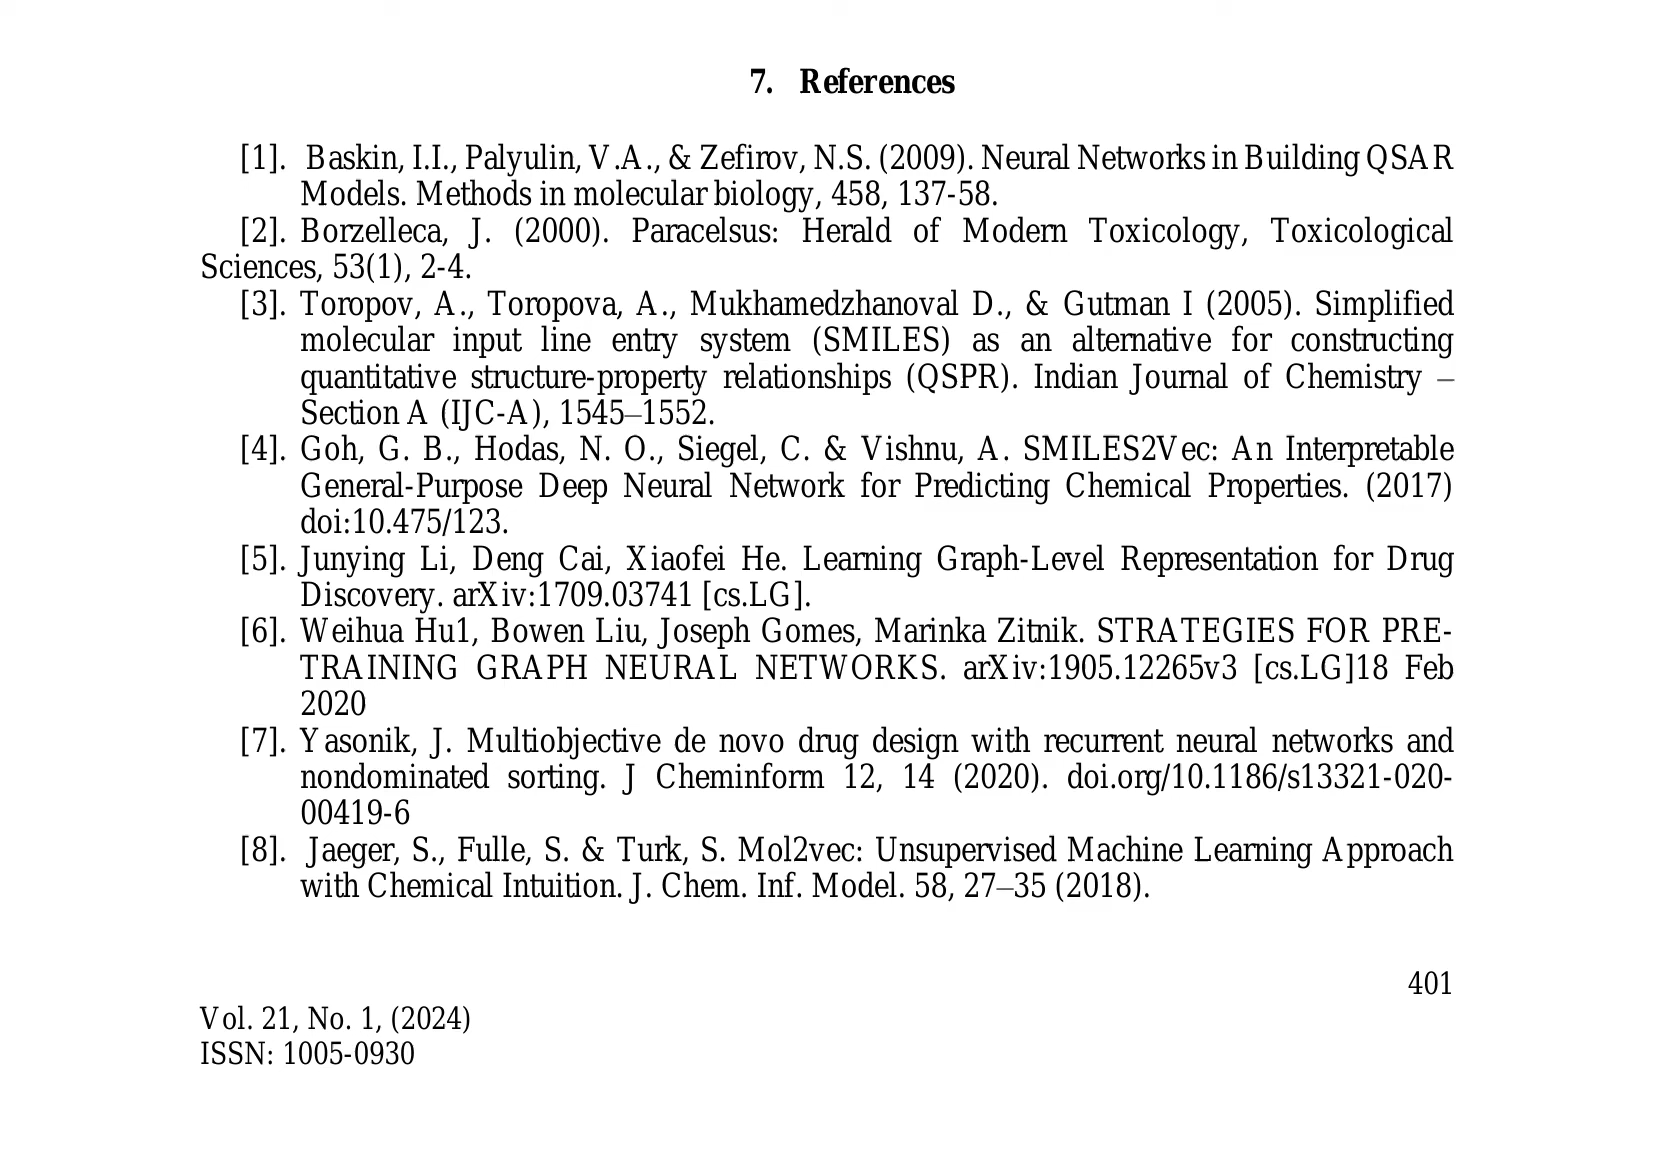 7. References
[1]. Baskin, I.I., Palyulin, V.A., & Zefirov, N.S. (2009). Neural Networks in Building QSAR
Models. Methods in molecular biology, 458, 137-58.
[2]. Borzelleca, J. (2000). Paracelsus: Herald of Modern Toxicology, Toxicological
Sciences, 53(1), 2-4.
[3]. Toropov, A., Toropova, A., Mukhamedzhanoval D., & Gutman I (2005). Simplified
molecular input line entry system (SMILES) as an alternative for constructing
quantitative structure-property relationships (QSPR). Indian Journal of Chemistry –
Section A (IJC-A), 1545–1552.
[4]. Goh, G. B., Hodas, N. O., Siegel, C. & Vishnu, A. SMILES2Vec: An Interpretable
General-Purpose Deep Neural Network for Predicting Chemical Properties. (2017)
doi:10.475/123.
[5]. Junying Li, Deng Cai, Xiaofei He. Learning Graph-Level Representation for Drug
Discovery. arXiv:1709.03741 [cs.LG].
[6]. Weihua Hu1, Bowen Liu, Joseph Gomes, Marinka Zitnik. STRATEGIES FOR PRE-
TRAINING GRAPH NEURAL NETWORKS. arXiv:1905.12265v3 [cs.LG]18 Feb
2020
[7]. Yasonik, J. Multiobjective de novo drug design with recurrent neural networks and
nondominated sorting. J Cheminform 12, 14 (2020). doi.org/10.1186/s13321-020-
00419-6
[8]. Jaeger, S., Fulle, S. & Turk, S. Mol2vec: Unsupervised Machine Learning Approach
with Chemical Intuition. J. Chem. Inf. Model. 58, 27–35 (2018).
401
Vol. 21, No. 1, (2024)
ISSN: 1005-0930